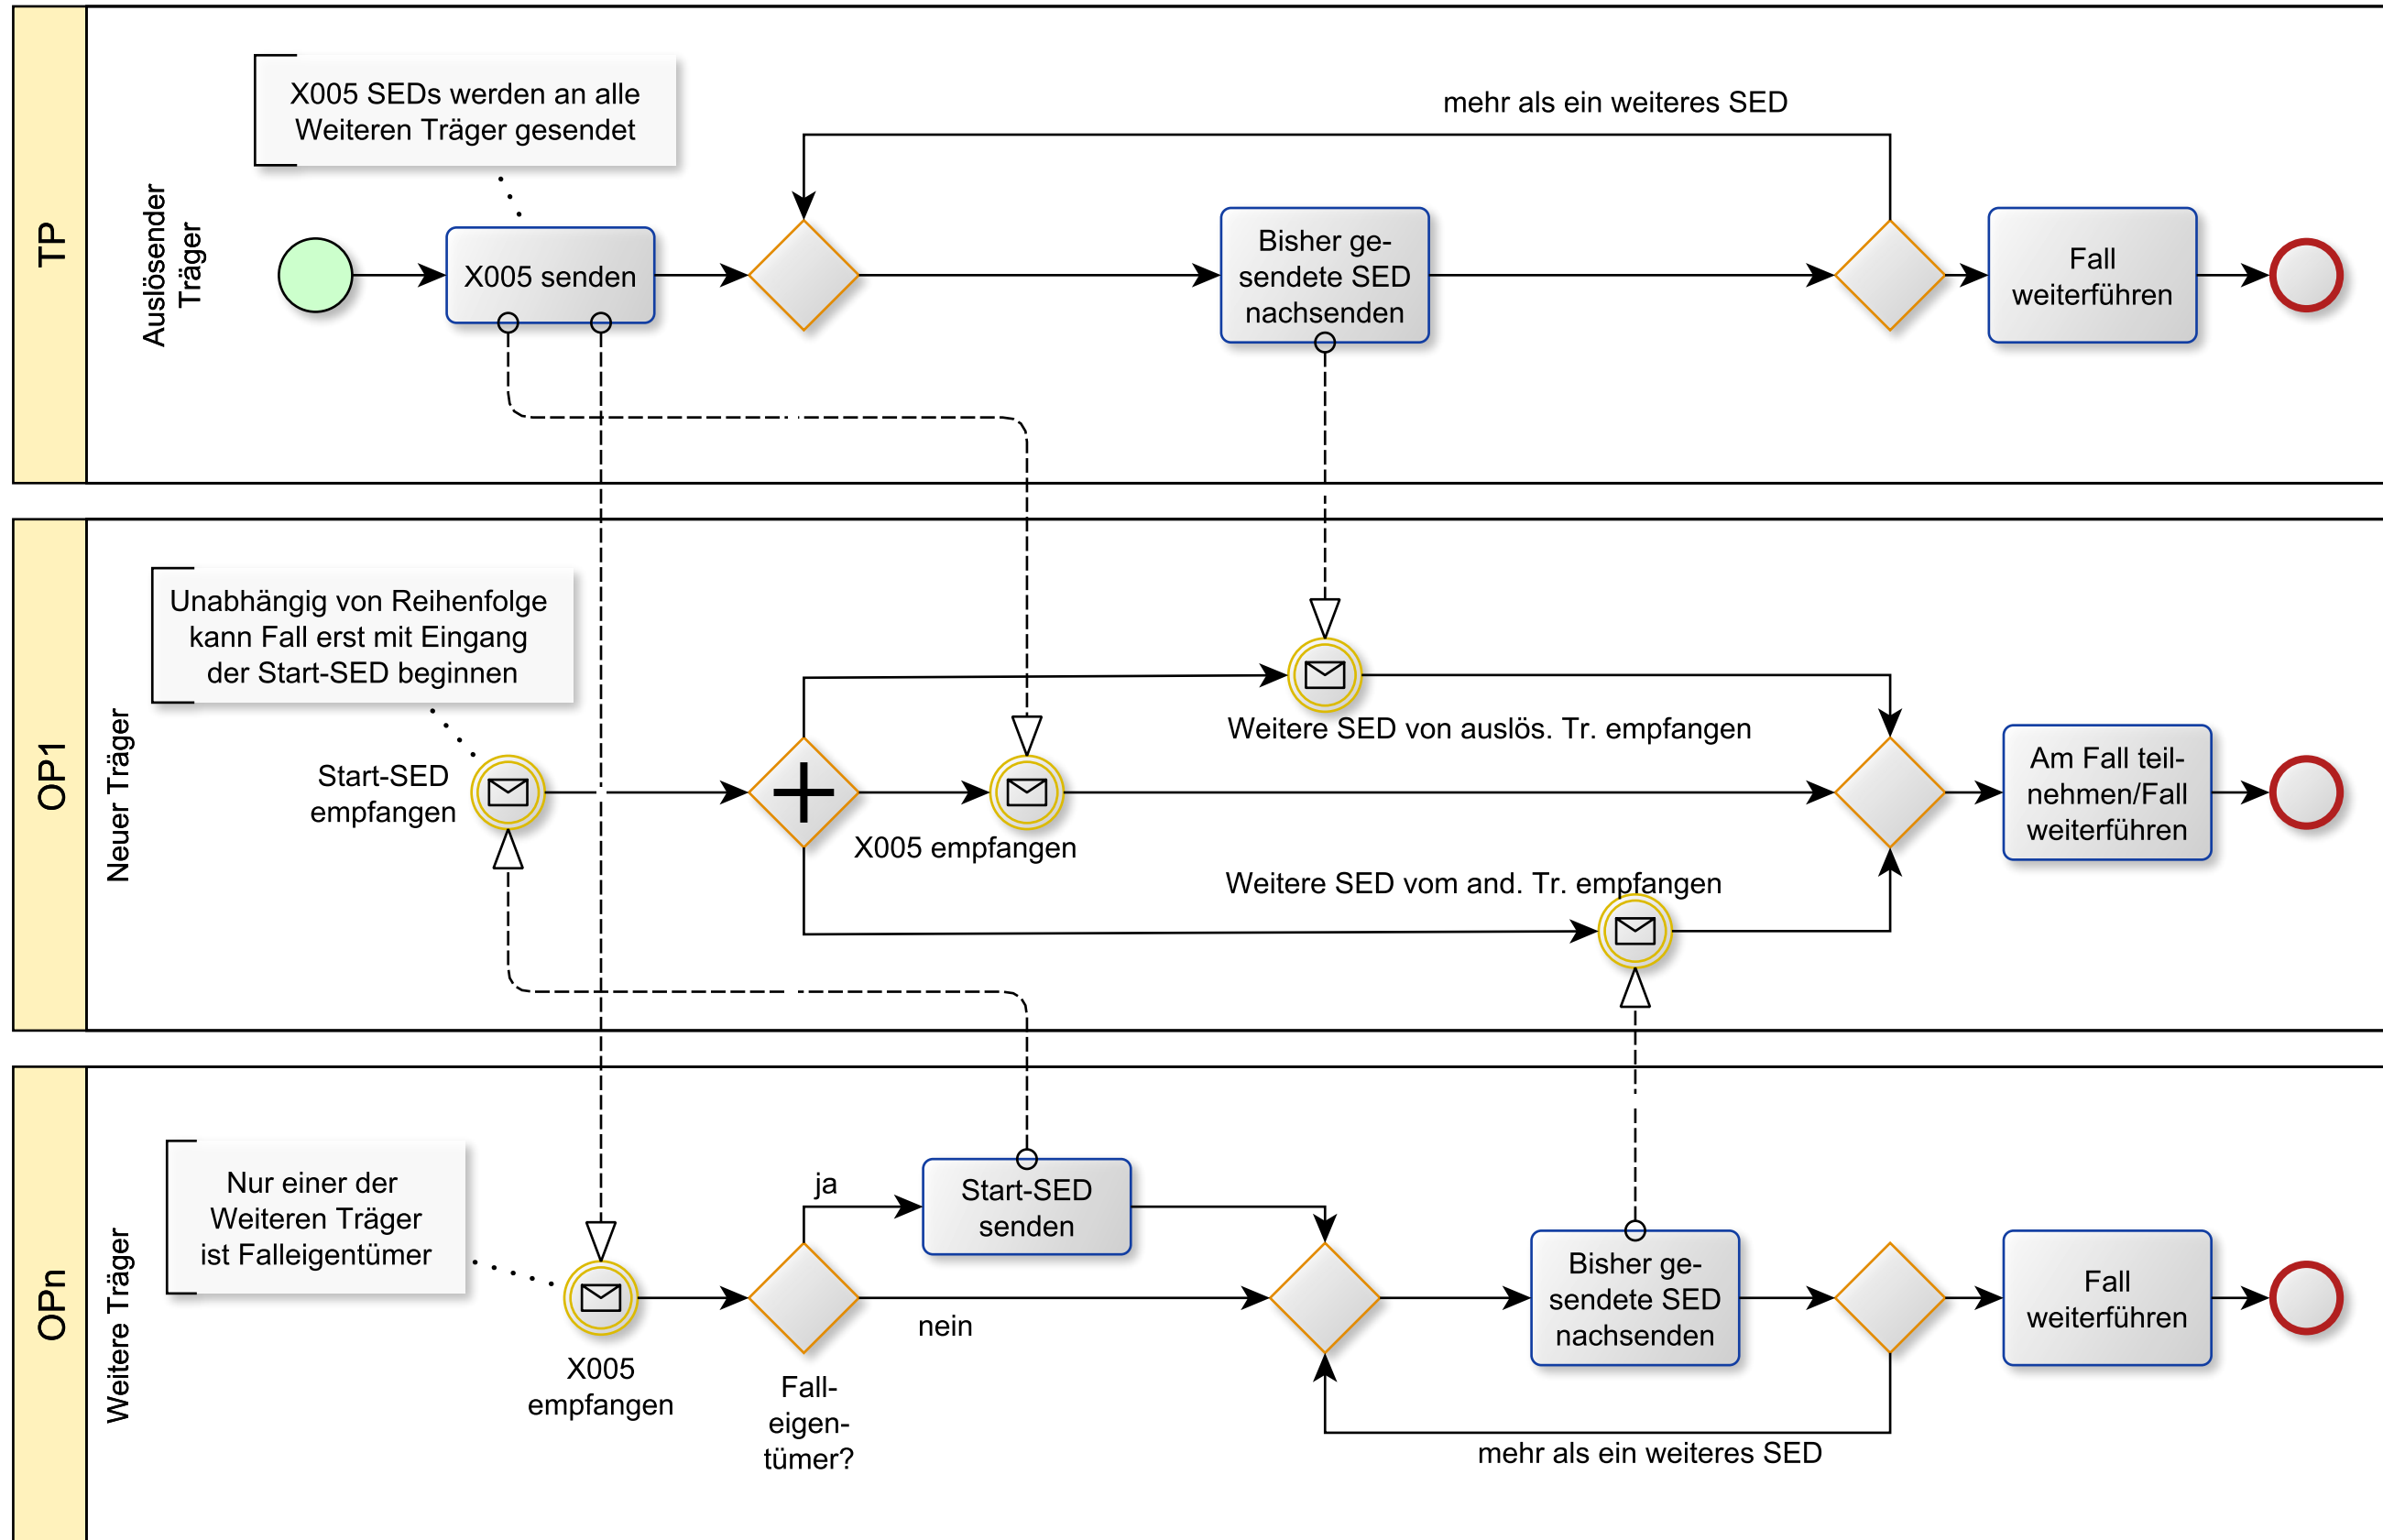 TP
Auslösender
Träger
X005 SEDs werden an alle
Weiteren Träger gesendet
mehr als ein weiteres SED
X005 senden
Bisher ge-
sendete SED
nachsenden
Fall
weiterführen
OP1
Neuer Träger
Unabhängig von Reihenfolge
kann Fall erst mit Eingang
der Start-SED beginnen
Start-SED
empfangen
X005 empfangen
Weitere SED von auslös. Tr. empfangen
Weitere SED vom and. Tr. empfangen
Am Fall teil-
nehmen/Fall
weiterführen
OPn
Weitere Träger
Nur einer der
Weiteren Träger
ist Falleigentümer
X005
empfangen
Fall-
eigen-
tümer?
ja
nein
Start-SED
senden
Bisher ge-
sendete SED
nachsenden
mehr als ein weiteres SED
Fall
weiterführen